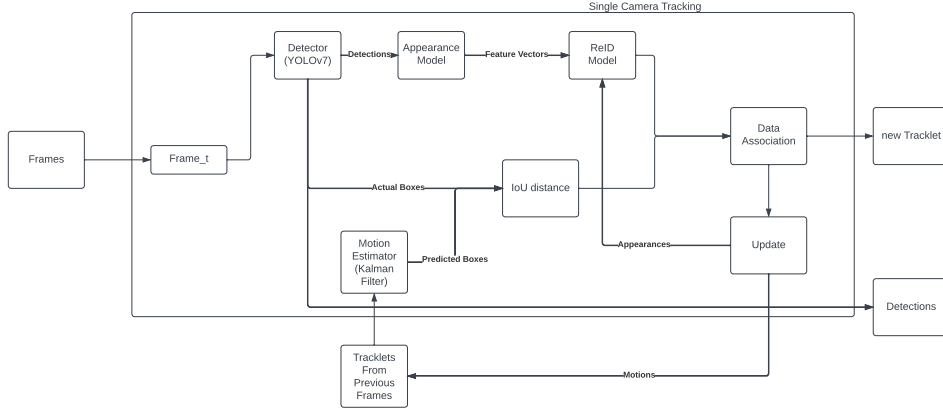 Single Camera Tracking
Detector
(YOLOv7)
Detections
Appearance
Model
Feature Vectors
ReID
Model
Frames
Frame_t
Data
Association
new Tracklet
Actual Boxes
IoU distance
Motion
Estimator
(Kalman
Filter)
Predicted Boxes
Appearances
Update
Detections
Tracklets
From
Previous
Frames
Motions